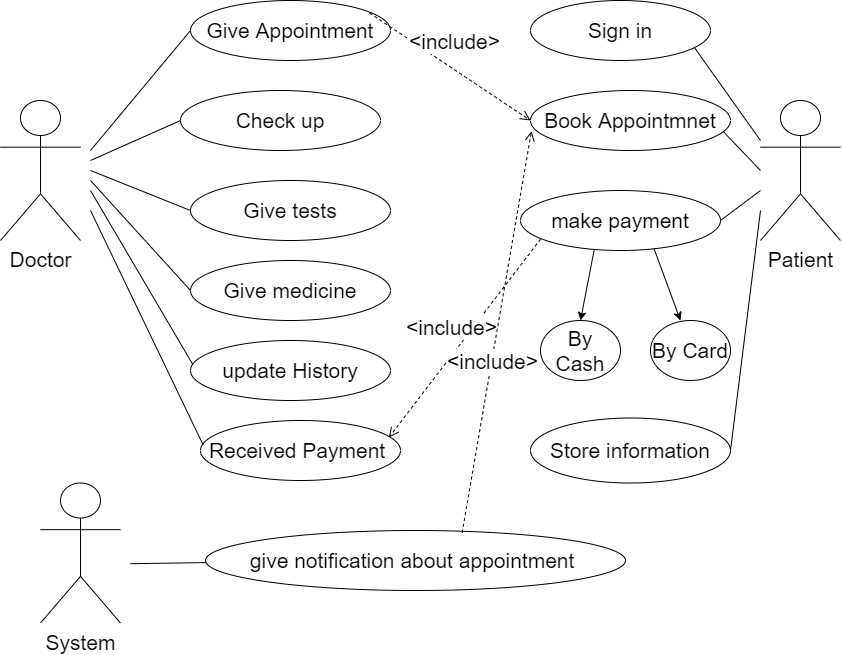 Give Appointment
<include>
Sign in
Check up
Book Appointmnet
Give tests
make payment
Doctor
Patient
Give medicine
<include>
By
Cash
By Card
<include>
update History
Received Payment
Store information
give notification about appointment
System